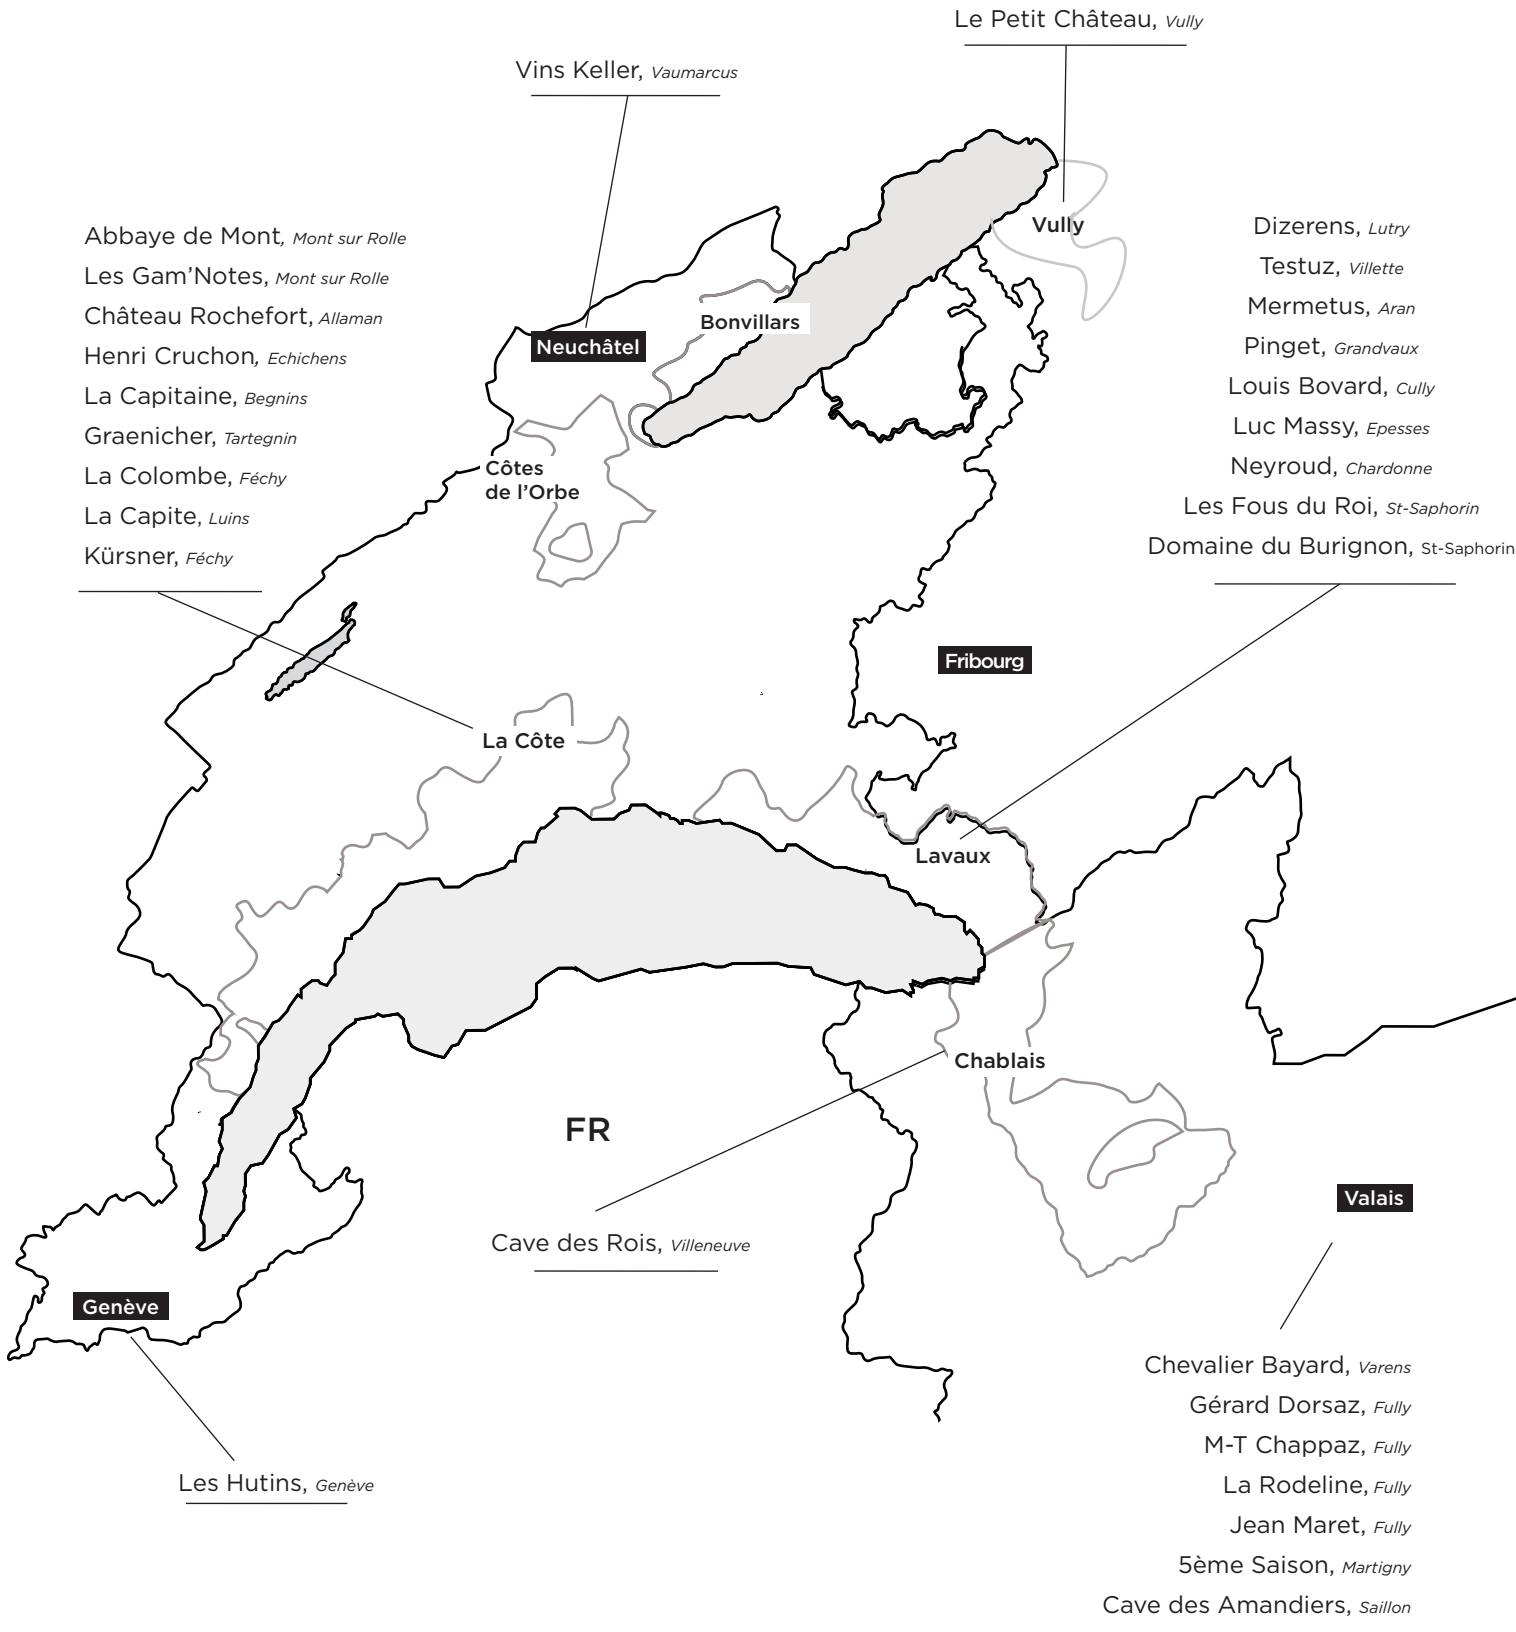 Le Petit Château, Vully
Vins Keller, Vaumarcus
Abbaye de Mont, Mont sur Rolle
Les Gam'Notes, Mont sur Rolle
Château Rochefort, Allaman
Henri Cruchon, Echichens
La Capitaine, Begnins
Graenicher, Tartegnin
La Colombe, Féchy
La Capite, Luins
Kürsner, Féchy
Vully
Dizerens, Lutry
Testuz, Villette
Mermetus, Aran
Pinget, Grandvaux
Louis Bovard, Cully
Luc Massy, Epesses
Neyroud, Chardonne
Les Fous du Roi, St-Saphorin
Domaine du Burignon, St-Saphorin
Bonvillars
Neuchâtel
Côtes
de l'Orbe
Fribourg
La Côte
Lavaux
Chablais
FR
Valais
Cave des Rois, Villeneuve
Genève
Les Hutins, Genève
Chevalier Bayard, Varens
Gérard Dorsaz, Fully
M-T Chappaz, Fully
La Rodeline, Fully
Jean Maret, Fully
5ème Saison, Martigny
Cave des Amandiers, Saillon